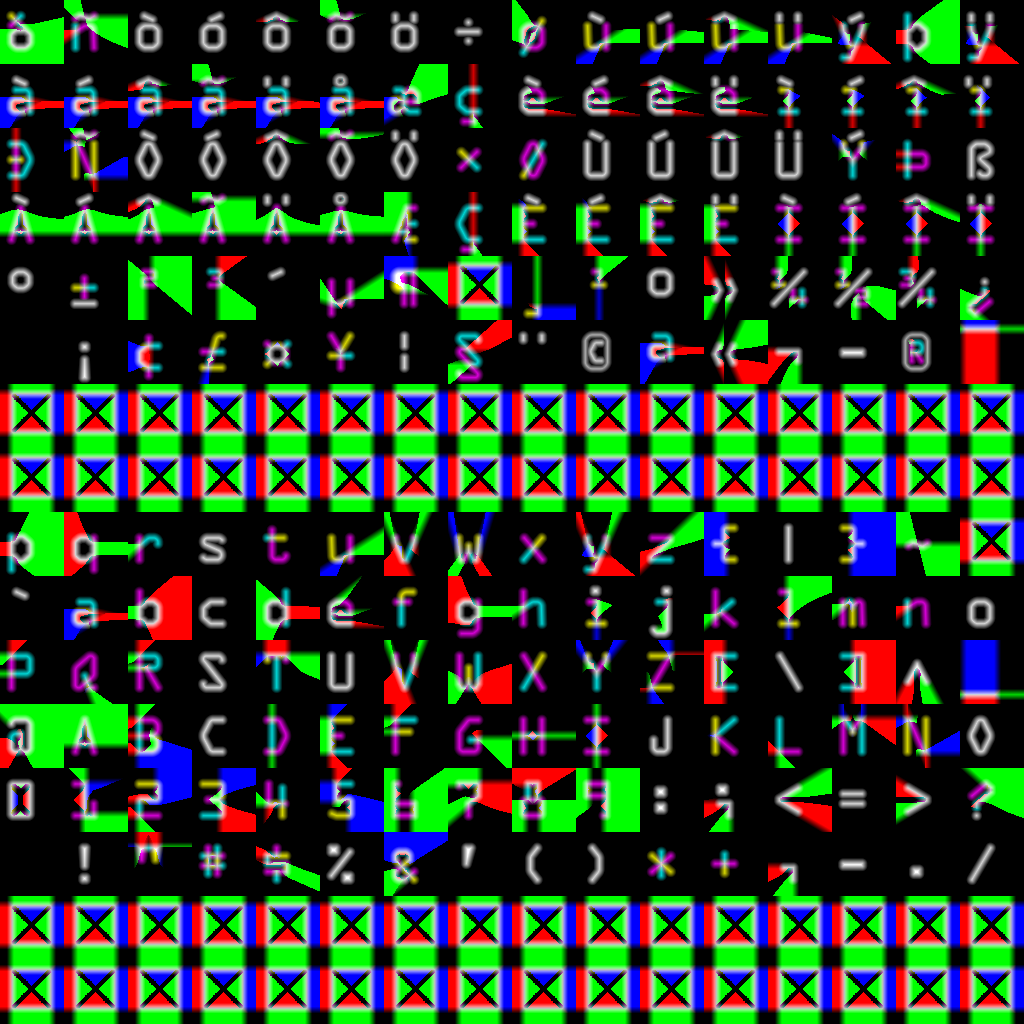 ð ñ ò ó ô õ ö ÷ ø ù ú û ü ý þ ÿ
à á â ã ä å æ ç è é ê ë ì í î ï
Ð Ñ Ò Ó Ô Õ Ö × Ø Ù Ú Û Ü Ý Þ ß
À Á Â Ã Ä Å Æ Ç È É Ê Ë Ì Í Î Ï
° ± ² ³ ´ µ ¶ ¸ ¹ º » ¼ ½ ¾ ¿
¡ ¢ £ ¤ ¥ ¦ § ¨ © ª « ¬ - ® ¯
p q r s t u v w x y z { | } ~
` a b c d e f g h i j k l m n o
P Q R S T U V W X Y Z [ \ ] ^ _
@ A B C D E F G H I J K L M N O
0 1 2 3 4 5 6 7 8 9 : ; < = > ?
! " # $ % & ' ( ) * + , - . /